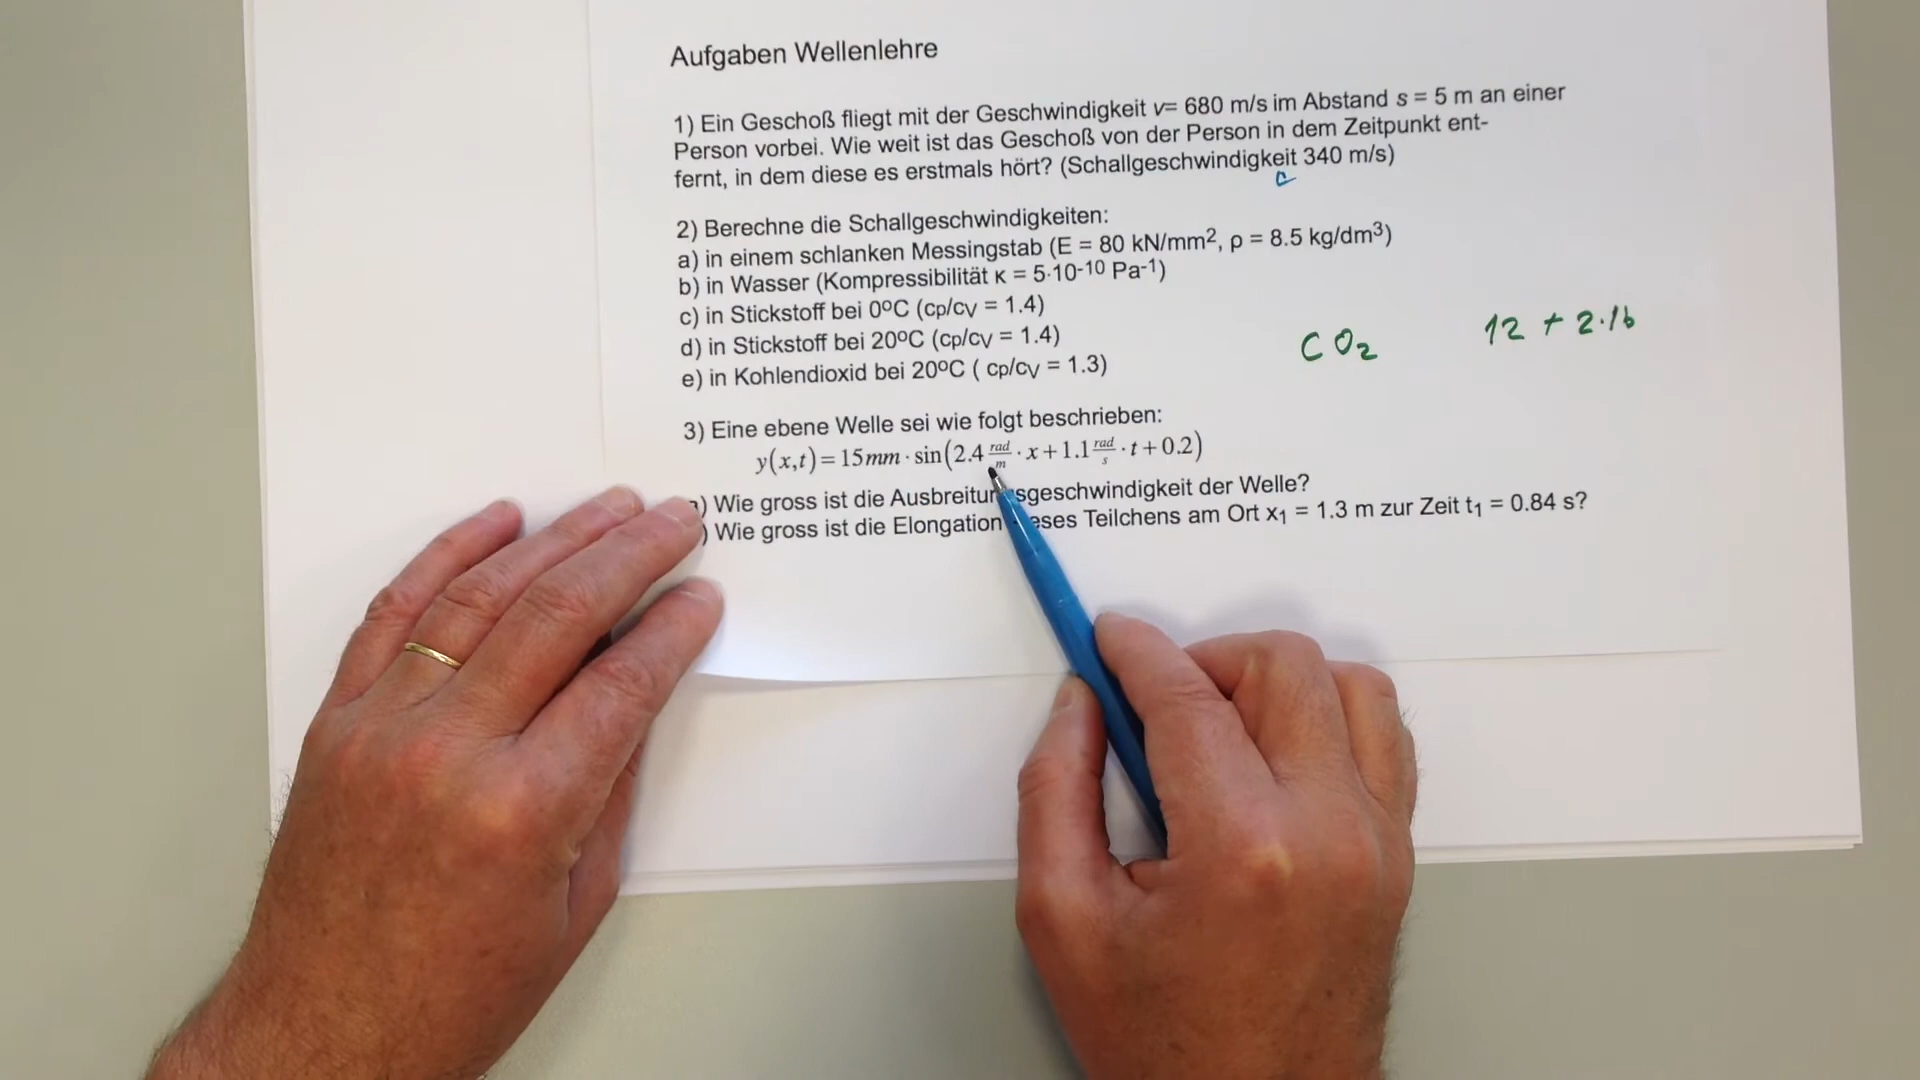 Aufgaben Wellenlehre
1) Ein Geschoß fliegt mit der Geschwindigkeit v= 680 m/s im Abstand s = 5 m an einer
Person vorbei. Wie weit ist das Geschoß von der Person in dem Zeitpunkt ent-
fernt, in dem diese es erstmals hört? (Schallgeschwindigkeit 340 m/s)
c
2) Berechne die Schallgeschwindigkeiten:
a) in einem schlanken Messingstab (E = 80 kN/mm², ρ = 8.5 kg/dm³)
b) in Wasser (Kompressibilität κ = 5·10⁻¹⁰ Pa⁻¹)
c) in Stickstoff bei 0ºC (cp/cv = 1.4)
d) in Stickstoff bei 20ºC (cp/cv = 1.4)
e) in Kohlendioxid bei 20ºC ( cp/cv = 1.3)
CO₂ 12 + 2·16
3) Eine ebene Welle sei wie folgt beschrieben:
y(x,t) = 15mm · sin(2.4 rad/m · x + 1.1 rad/s · t + 0.2)
) Wie gross ist die Ausbreitungsgeschwindigkeit der Welle?
) Wie gross ist die Elongation eses Teilchens am Ort x₁ = 1.3 m zur Zeit t₁ = 0.84 s?